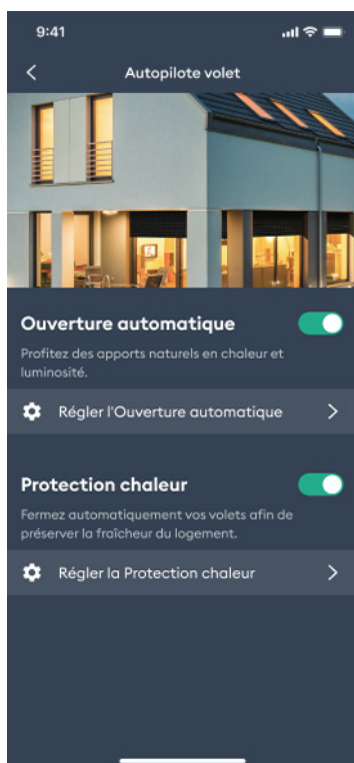 9:41
Autopilote volet
Ouverture automatique
Profitez des apports naturels en chaleur et
luminosité.
Régler l'Ouverture automatique
Protection chaleur
Fermez automatiquement vos volets afin de
préserver la fraîcheur du logement.
Régler la Protection chaleur